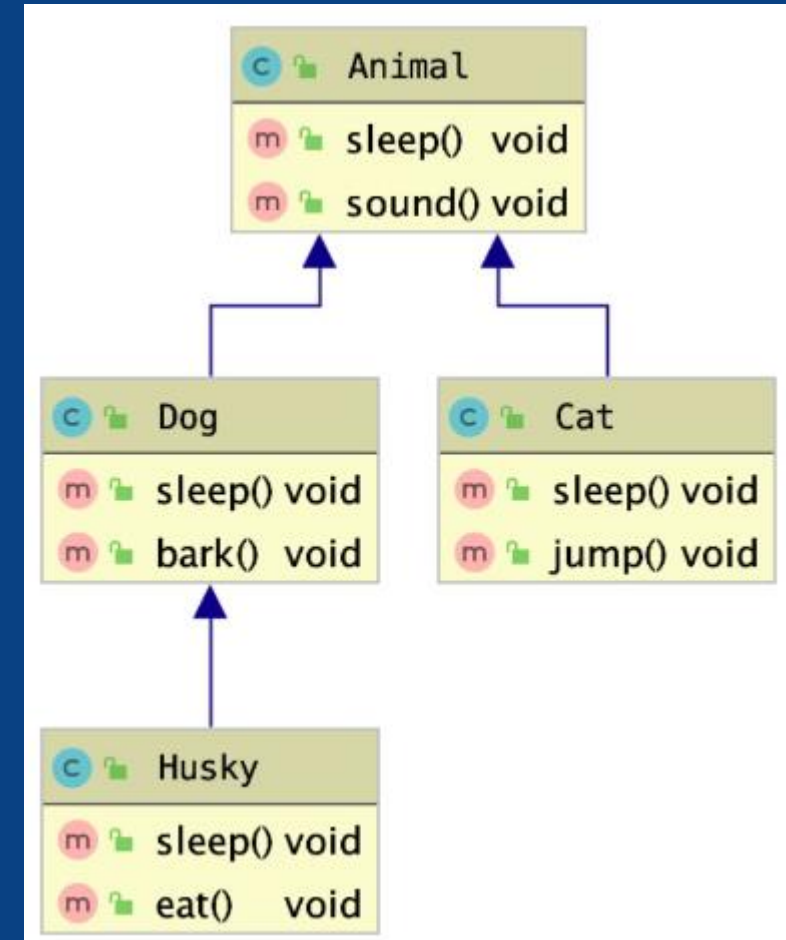 C Animal
m sleep() void
m sound() void
C Dog
m sleep() void
m bark() void
C Cat
m sleep() void
m jump() void
C Husky
m sleep() void
m eat() void